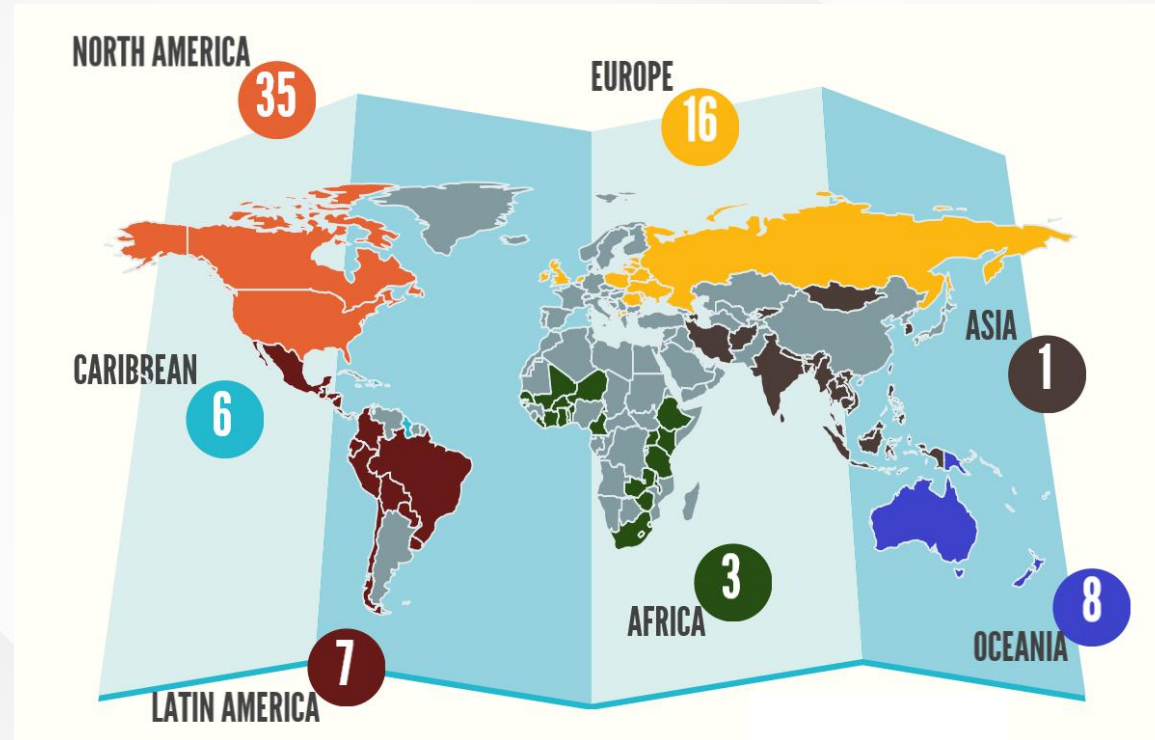 NORTH AMERICA
35
EUROPE
16
CARIBBEAN
6
ASIA
1
AFRICA
3
OCEANIA
8
LATIN AMERICA
7